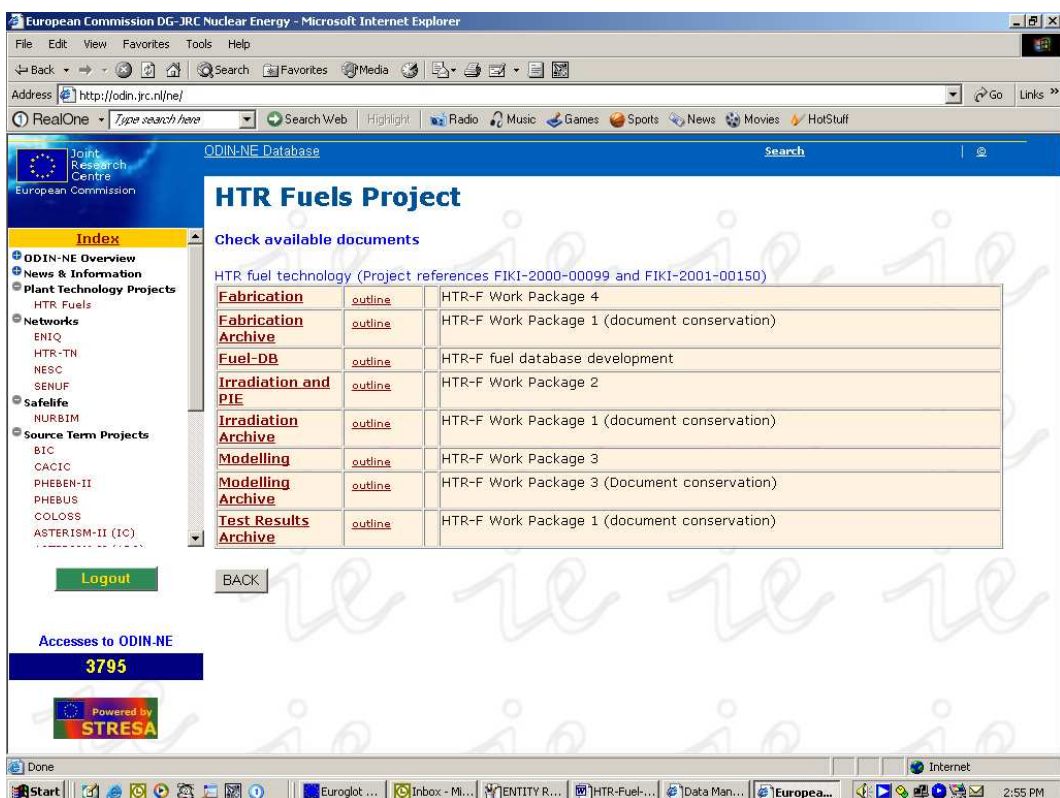 European Commission DG-JRC Nuclear Energy - Microsoft Internet Explorer
File Edit View Favorites Tools Help
Back Search Favorites Media
Address http://odin.jrc.nl/ne/ Go Links »
RealOne Type search here Search Web Highlight Radio Music Games Sports News Movies HotStuff
Joint
Research
Centre
European Commission
ODIN-NE Database Search | @
HTR Fuels Project
Index
ODIN-NE Overview
News & Information
Plant Technology Projects
HTR Fuels
Networks
ENIQ
HTR-TN
NESC
SENUF
Safelife
NURBIM
Source Term Projects
BIC
CACIC
PHEBEN-II
PHEBUS
COLOSS
ASTERISM-II (IC)
Logout
Accesses to ODIN-NE
3795
Powered by
STRESA
Check available documents
HTR fuel technology (Project references FIKI-2000-00099 and FIKI-2001-00150)
Fabrication outline HTR-F Work Package 4
Fabrication
Archive outline HTR-F Work Package 1 (document conservation)
Fuel-DB outline HTR-F fuel database development
Irradiation and
PIE outline HTR-F Work Package 2
Irradiation
Archive outline HTR-F Work Package 1 (document conservation)
Modelling outline HTR-F Work Package 3
Modelling
Archive outline HTR-F Work Package 3 (Document conservation)
Test Results
Archive outline HTR-F Work Package 1 (document conservation)
BACK
Done Internet
Start Euroglot ... Inbox - Mi... ENTITY R... HTR-Fuel-... Data Man... Europea... 2:55 PM